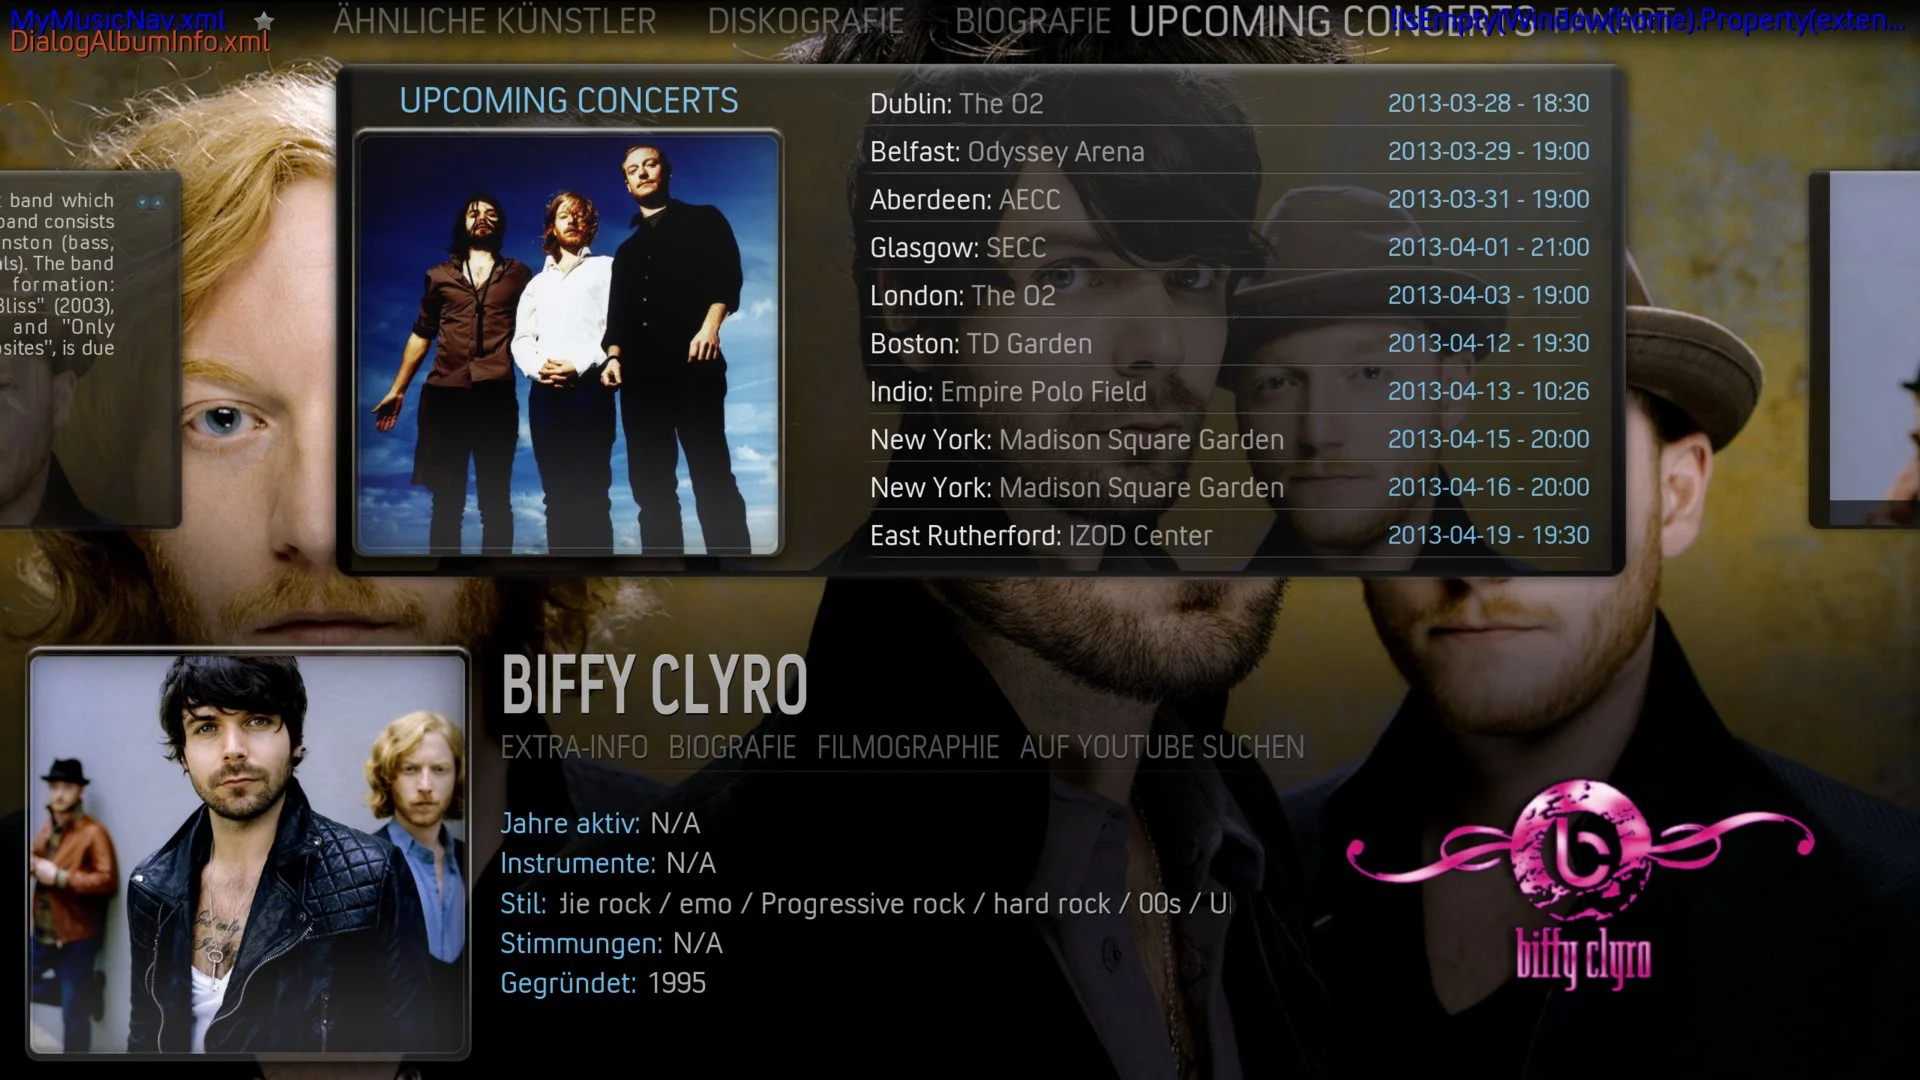 MyMusicNav.xml
DialogAlbumInfo.xml
ÄHNLICHE KÜNSTLER DISKOGRAFIE BIOGRAFIE UPCOMING CONCERTS FANART
!IsEmpty(Window(home).Property(exten...
UPCOMING CONCERTS
Dublin: The O2 2013-03-28 - 18:30
Belfast: Odyssey Arena 2013-03-29 - 19:00
Aberdeen: AECC 2013-03-31 - 19:00
Glasgow: SECC 2013-04-01 - 21:00
London: The O2 2013-04-03 - 19:00
Boston: TD Garden 2013-04-12 - 19:30
Indio: Empire Polo Field 2013-04-13 - 10:26
New York: Madison Square Garden 2013-04-15 - 20:00
New York: Madison Square Garden 2013-04-16 - 20:00
East Rutherford: IZOD Center 2013-04-19 - 19:30
band which
band consists
nston (bass,
als). The band
formation:
Bliss" (2003),
and "Only
osites", is due
BIFFY CLYRO
EXTRA-INFO BIOGRAFIE FILMOGRAPHIE AUF YOUTUBE SUCHEN
Jahre aktiv: N/A
Instrumente: N/A
Stil: die rock / emo / Progressive rock / hard rock / 00s / U
Stimmungen: N/A
Gegründet: 1995
biffy clyro